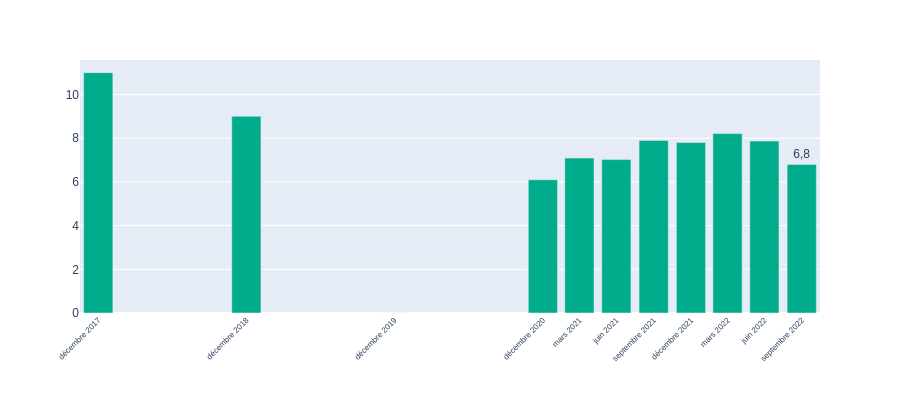 10
8
6
4
2
0
6,8
décembre 2017
décembre 2018
décembre 2019
décembre 2020
mars 2021
juin 2021
septembre 2021
décembre 2021
mars 2022
juin 2022
septembre 2022